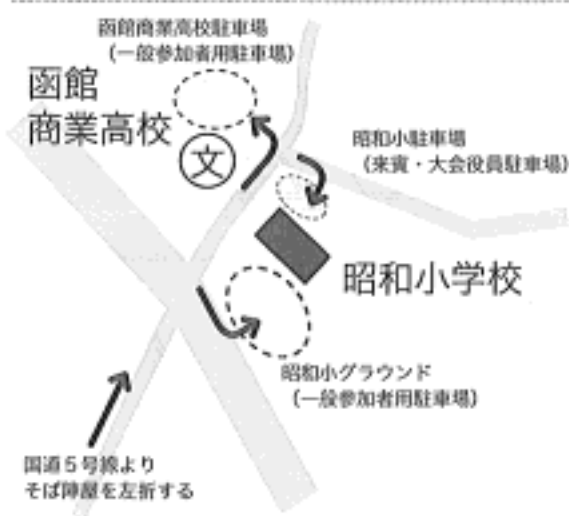 函館商業高校駐車場
（一般参加者用駐車場）
函館
商業高校
文
昭和小駐車場
（来賓・大会役員駐車場）
昭和小学校
昭和小グラウンド
（一般参加者用駐車場）
国道５号線より
そば陣屋を左折する